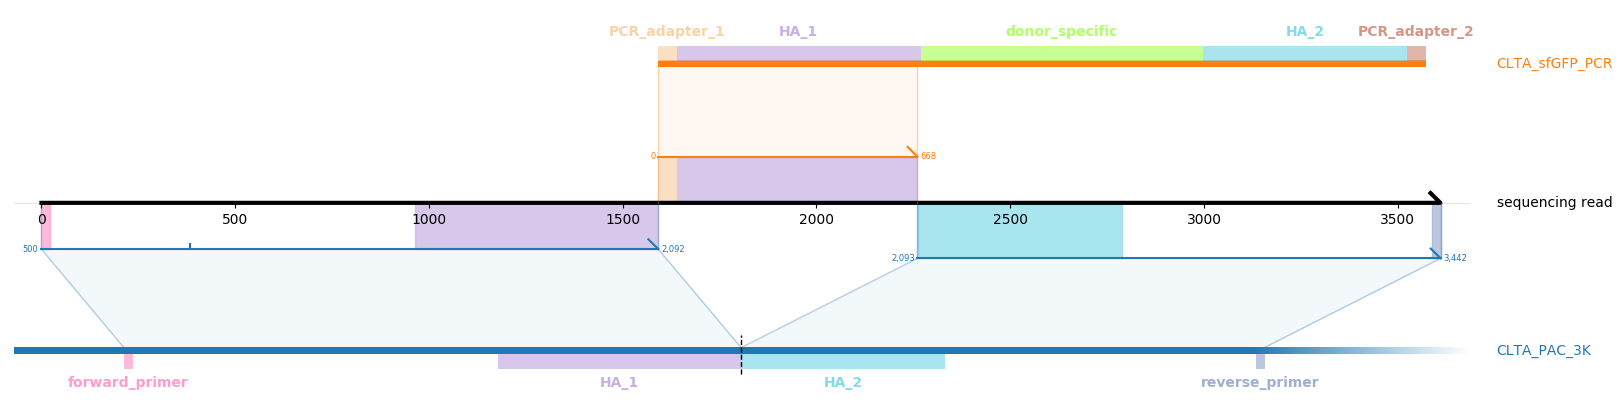 PCR_adapter_1 HA_1 donor_specific HA_2 PCR_adapter_2
CLTA_sfGFP_PCR
0 668
sequencing read
0 500 1000 1500 2000 2500 3000 3500
500 2,092
2,093 3,442
CLTA_PAC_3K
forward_primer HA_1 HA_2 reverse_primer